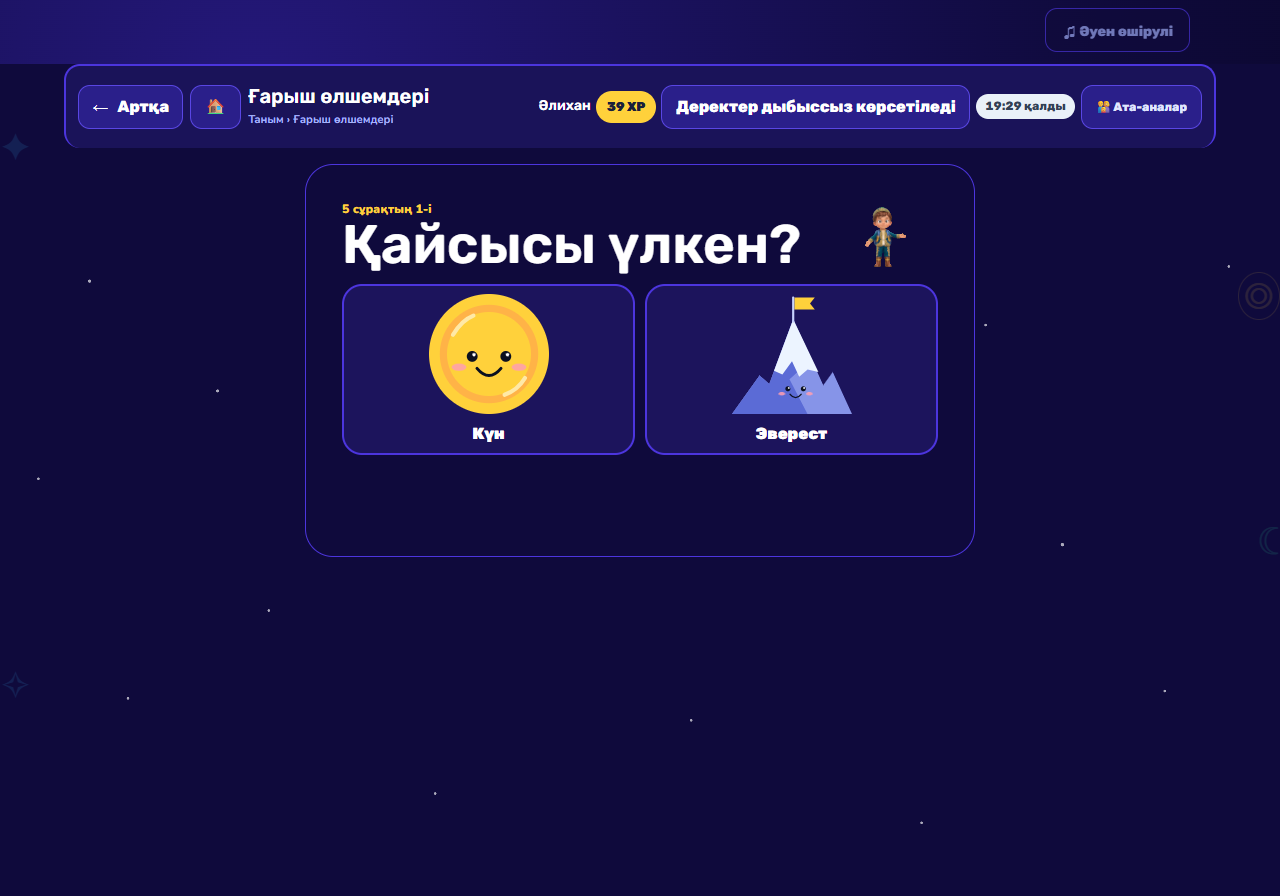 ♫ Әуен өшірулі
← Артқа
Ғарыш өлшемдері
Таным › Ғарыш өлшемдері
Әлихан
39 XP
Деректер дыбыссыз көрсетіледі
19:29 қалды
Ата-аналар
5 сұрақтың 1-і
Қайсысы үлкен?
Күн
Эверест